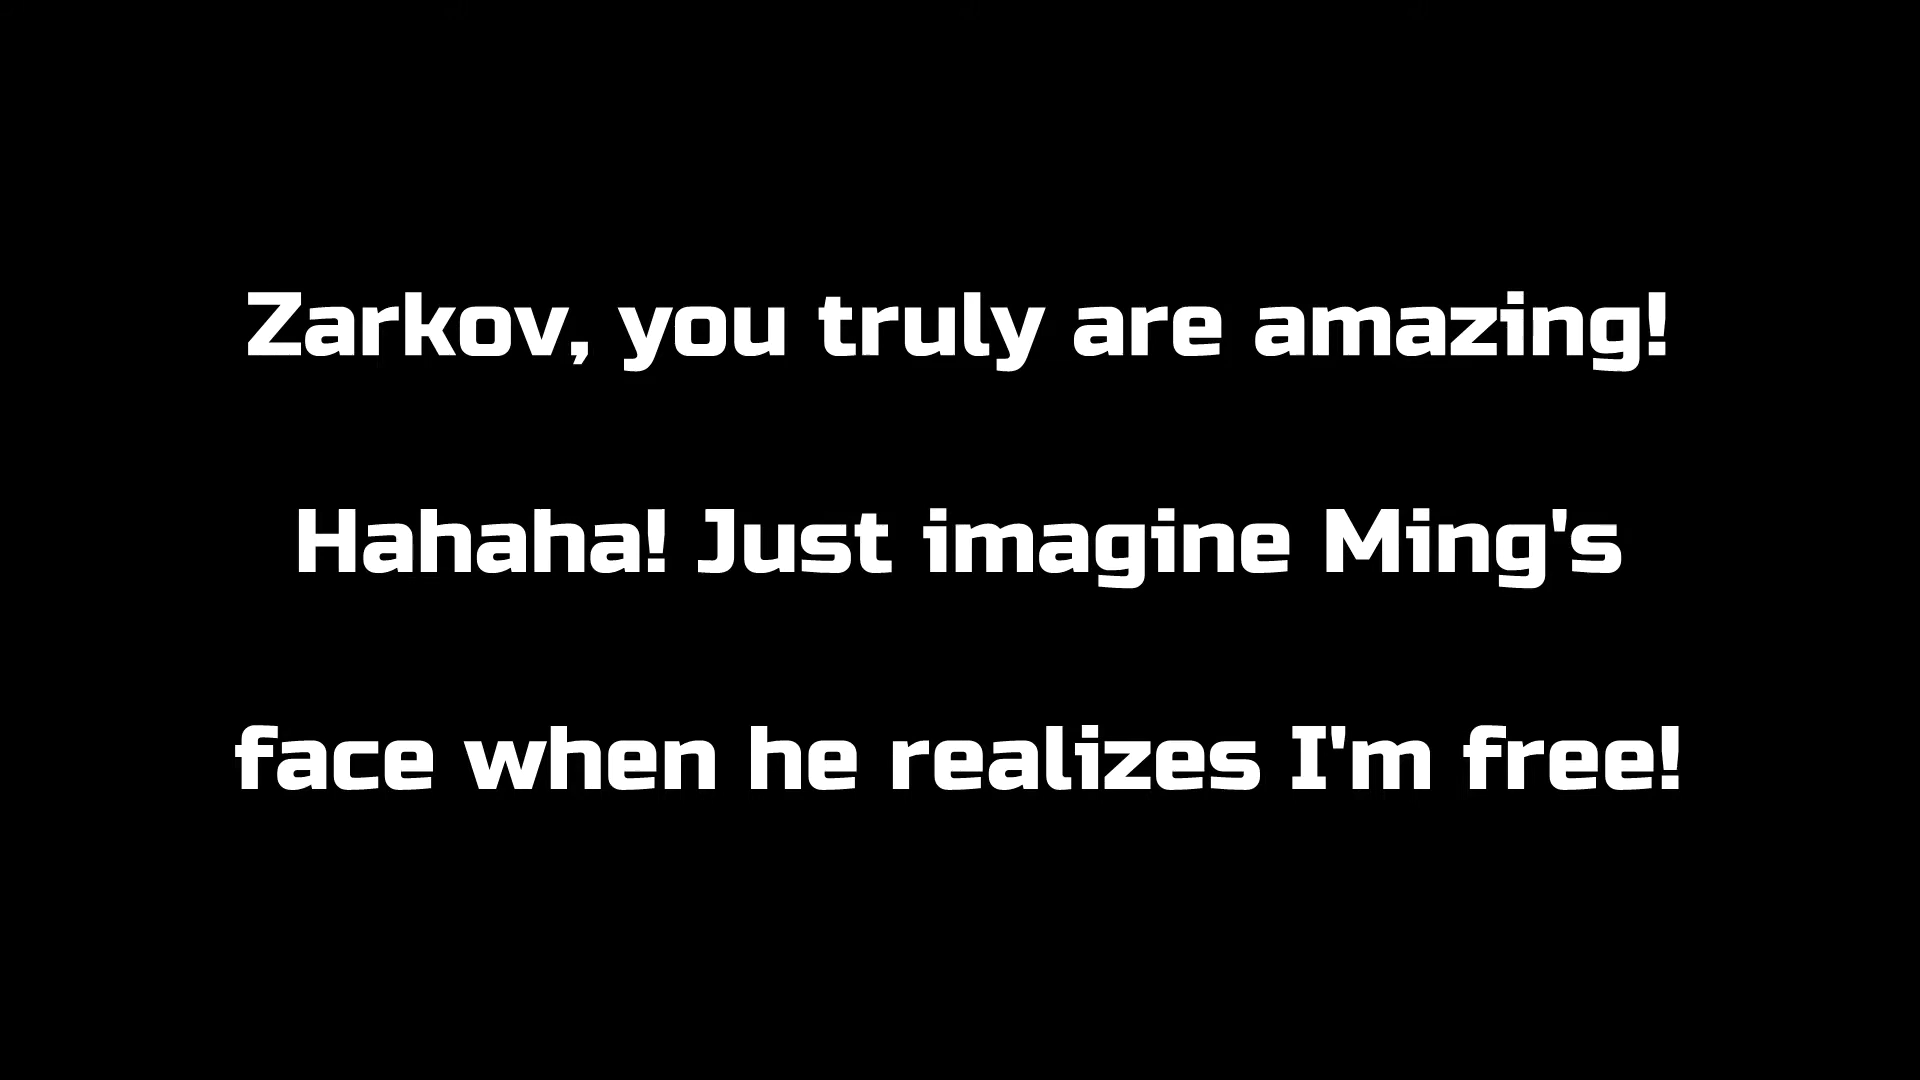 Zarkov, you truly are amazing!
Hahaha! Just imagine Ming's
face when he realizes I'm free!